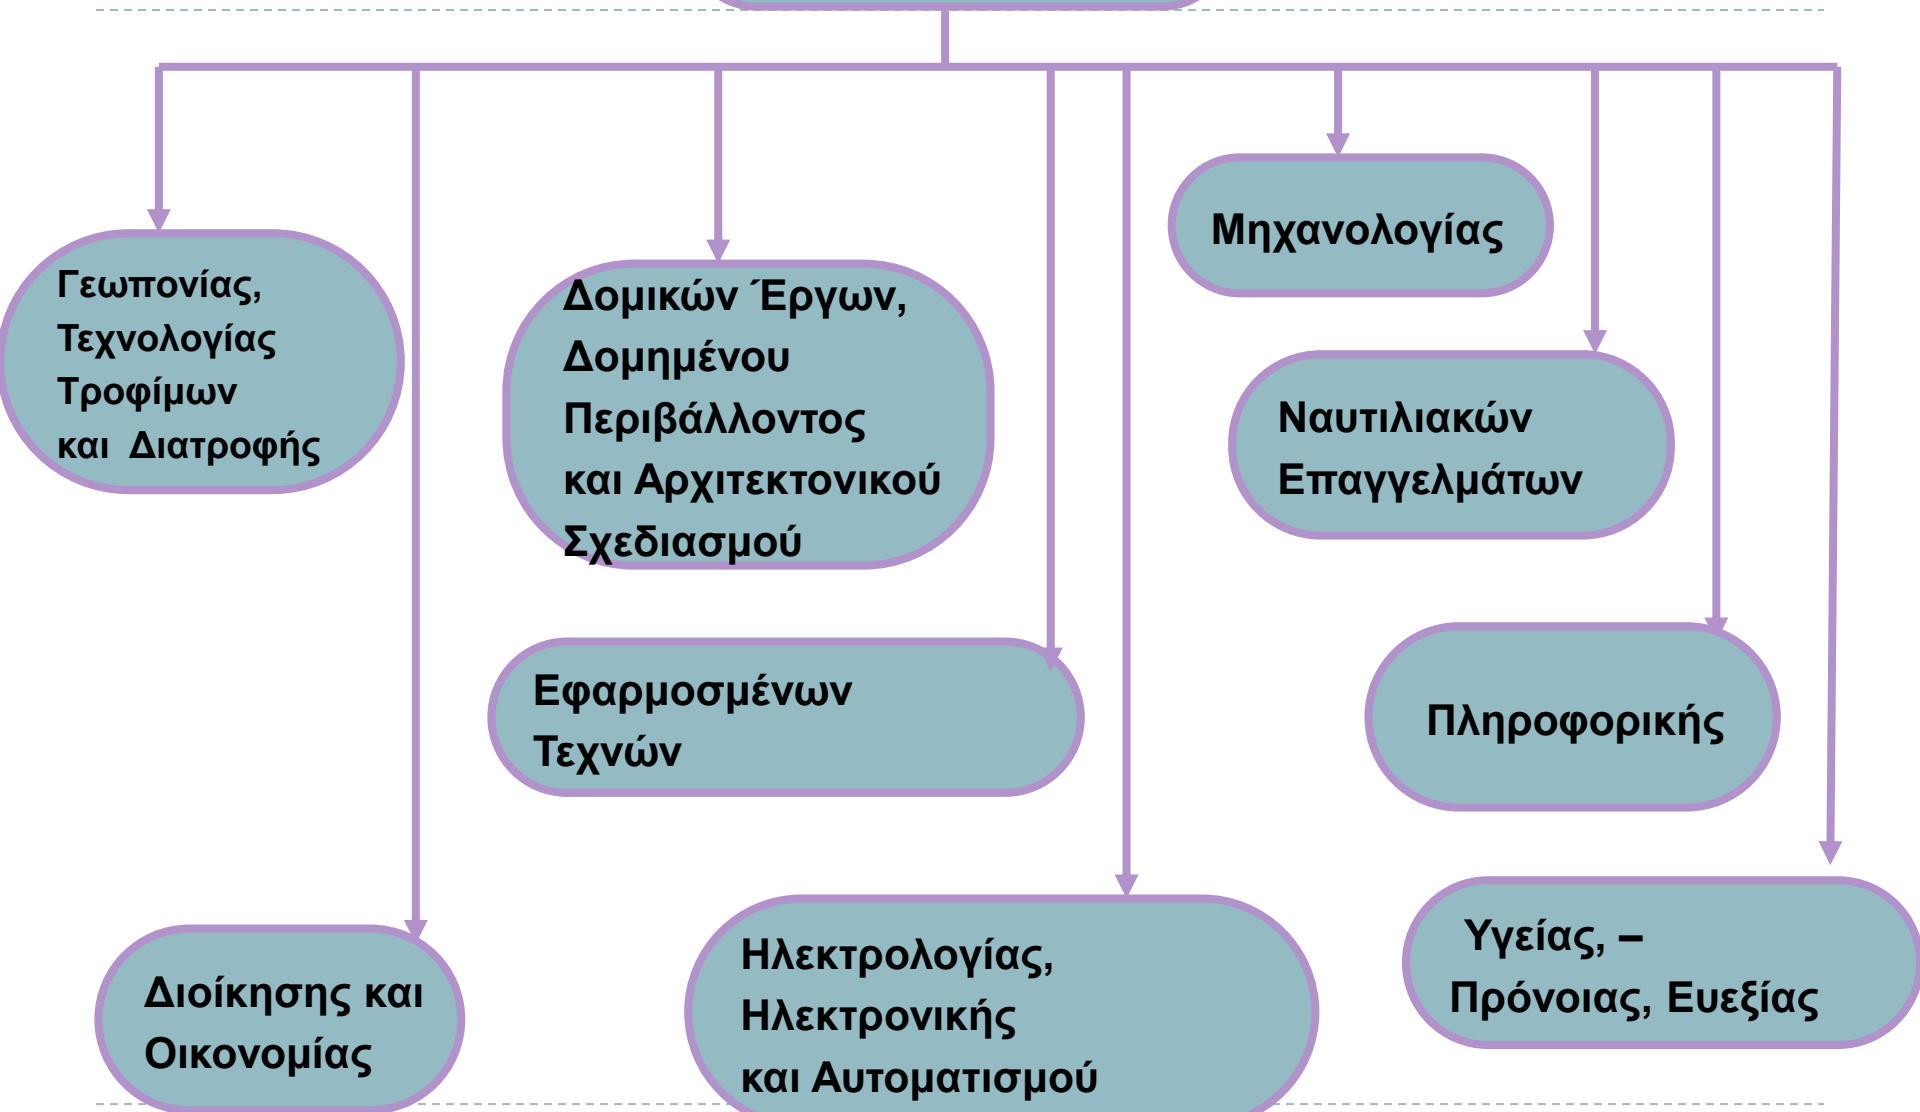 Γεωπονίας,
Τεχνολογίας
Τροφίμων
και Διατροφής
Δομικών Έργων,
Δομημένου
Περιβάλλοντος
και Αρχιτεκτονικού
Σχεδιασμού
Μηχανολογίας
Ναυτιλιακών
Επαγγελμάτων
Εφαρμοσμένων
Τεχνών
Πληροφορικής
Διοίκησης και
Οικονομίας
Ηλεκτρολογίας,
Ηλεκτρονικής
και Αυτοματισμού
Υγείας, –
Πρόνοιας, Ευεξίας